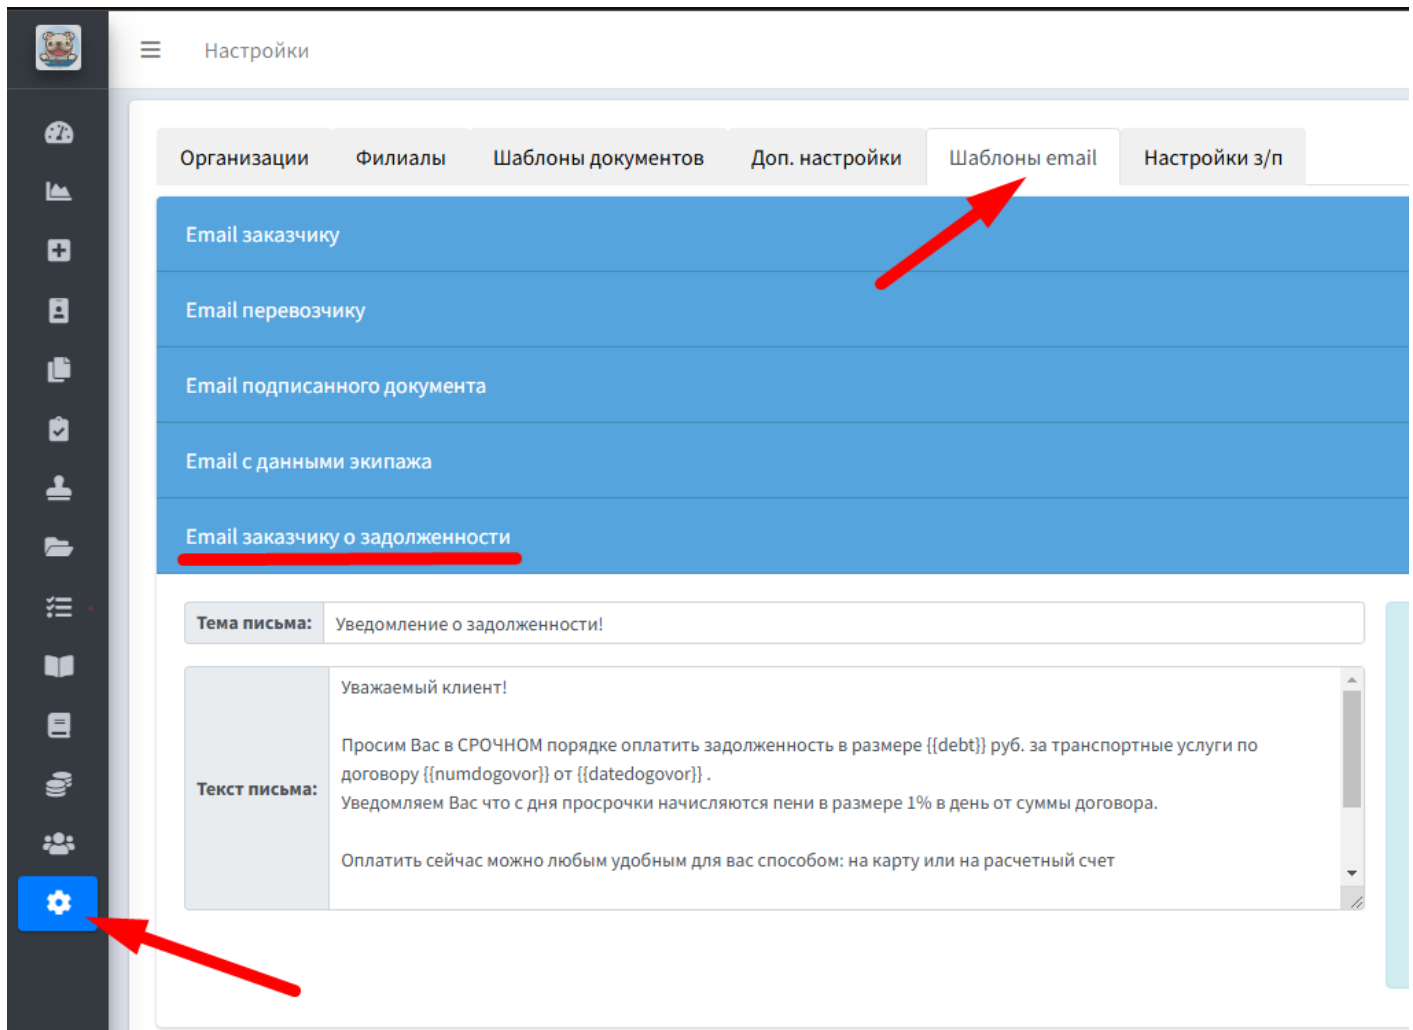 Настройки
Организации Филиалы Шаблоны документов Доп. настройки Шаблоны email Настройки з/п
Email заказчику
Email перевозчику
Email подписанного документа
Email с данными экипажа
Email заказчику о задолженности
Тема письма: Уведомление о задолженности!
Текст письма:
Уважаемый клиент!
Просим Вас в СРОЧНОМ порядке оплатить задолженность в размере {{debt}} руб. за транспортные услуги по
договору {{numdogovor}} от {{datedogovor}} .
Уведомляем Вас что с дня просрочки начисляются пени в размере 1% в день от суммы договора.
Оплатить сейчас можно любым удобным для вас способом: на карту или на расчетный счет